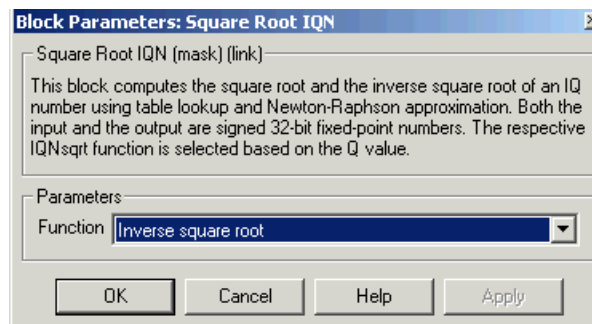 Block Parameters: Square Root IQN
Square Root IQN (mask) (link)
This block computes the square root and the inverse square root of an IQ
number using table lookup and Newton-Raphson approximation. Both the
input and the output are signed 32-bit fixed-point numbers. The respective
IQNsqrt function is selected based on the Q value.
Parameters
Function Inverse square root
OK Cancel Help Apply